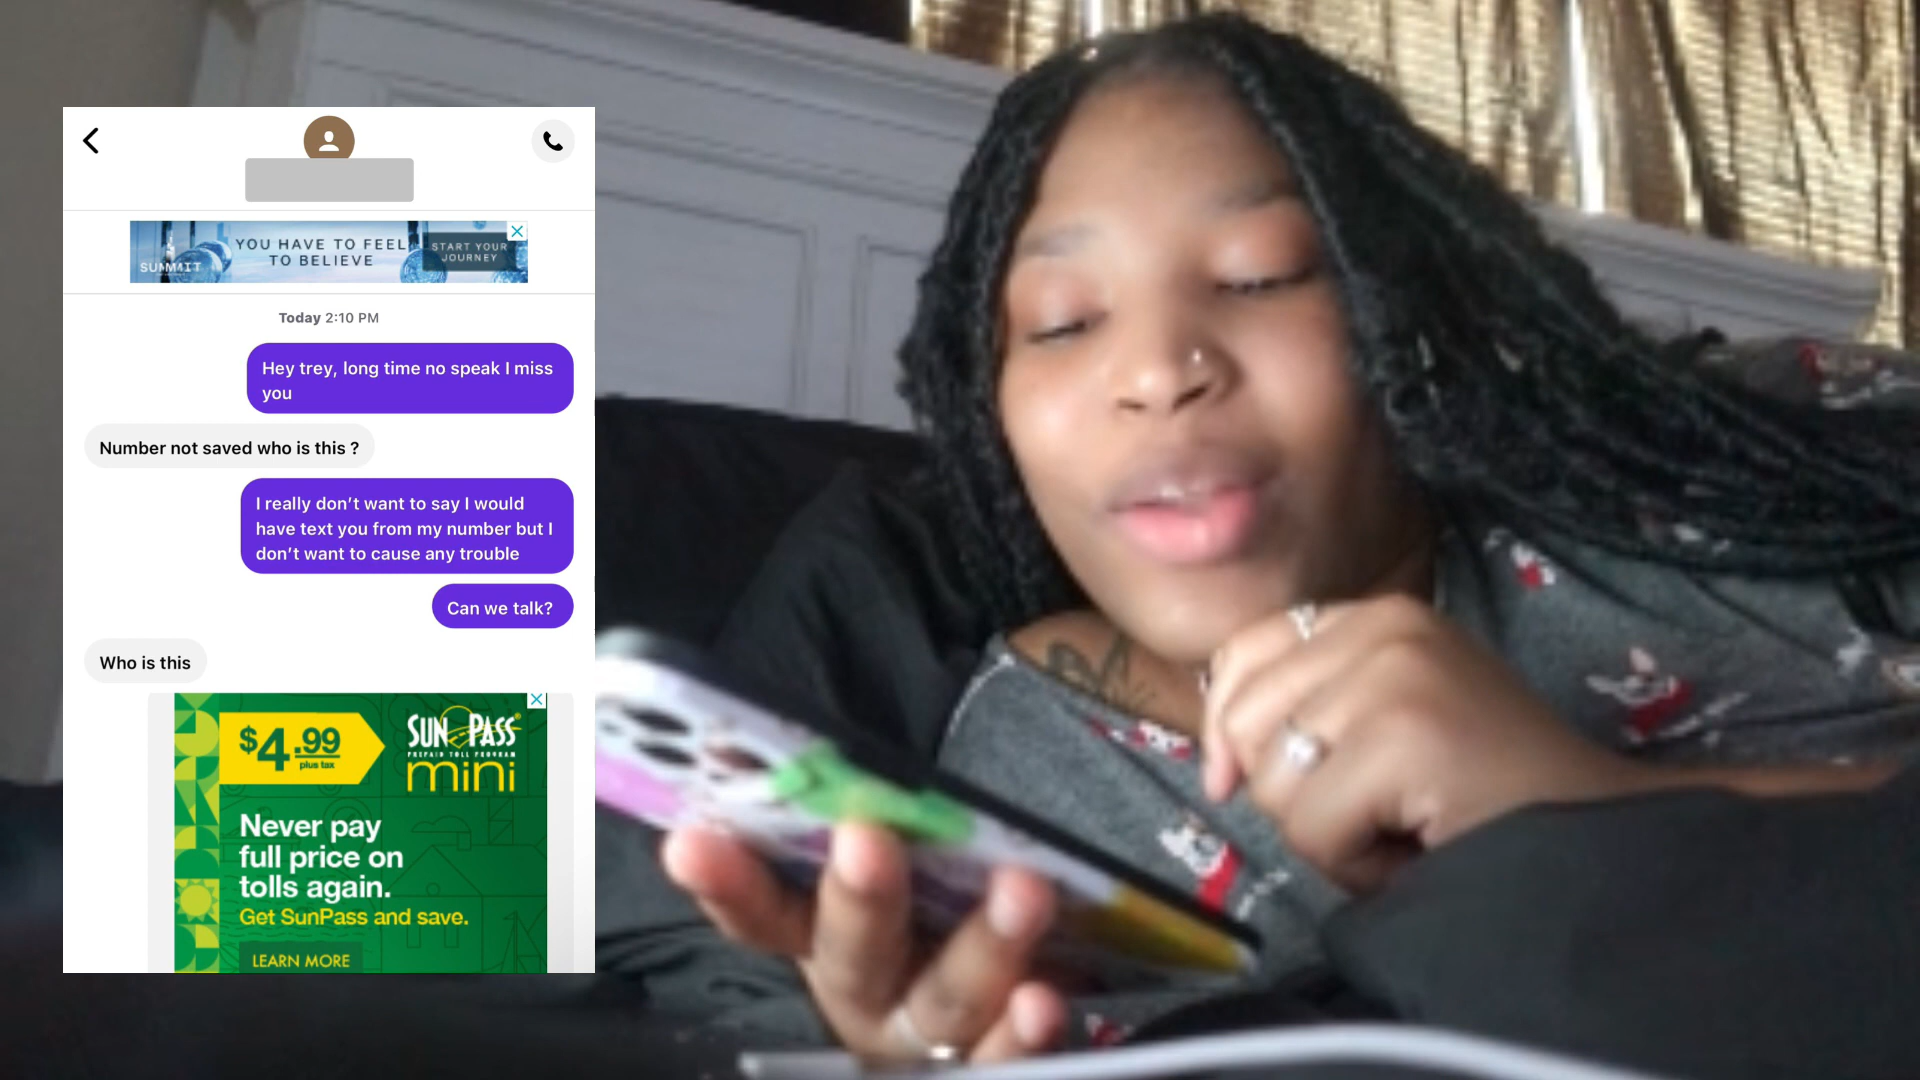 YOU HAVE TO FEEL
TO BELIEVE
START YOUR
JOURNEY
SUMMIT
Today 2:10 PM
Hey trey, long time no speak I miss
you
Number not saved who is this ?
I really don’t want to say I would
have text you from my number but I
don’t want to cause any trouble
Can we talk?
Who is this
$4.99
plus tax
SUNPASS
PREPAID TOLL PROGRAM
mini
Never pay
full price on
tolls again.
Get SunPass and save.
LEARN MORE